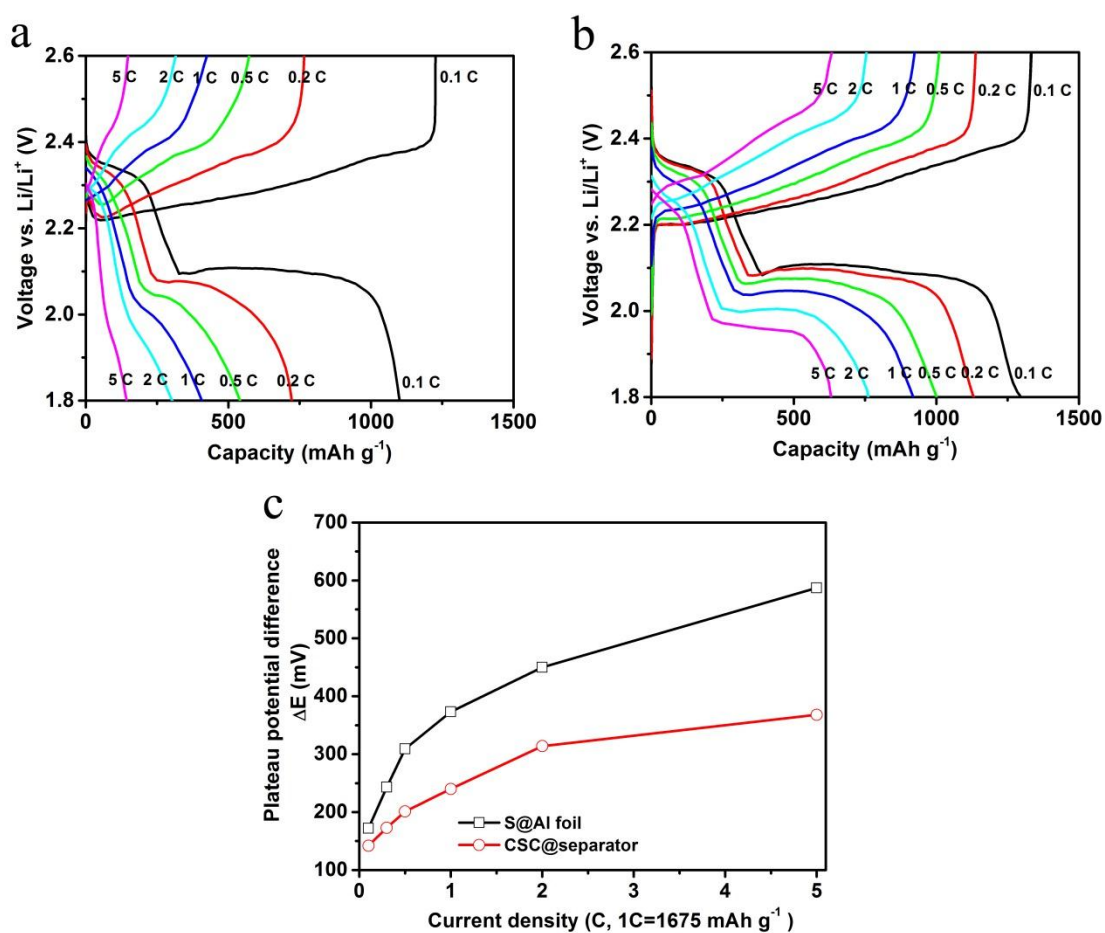 a
2.6
2.4
2.2
2.0
1.8
Voltage vs. Li/Li⁺ (V)
5 C 2 C 1 C 0.5 C 0.2 C 0.1 C
5 C 2 C 1 C 0.5 C 0.2 C 0.1 C
0 500 1000 1500
Capacity (mAh g⁻¹)
b
2.6
2.4
2.2
2.0
1.8
Voltage vs. Li/Li⁺ (V)
5 C 2 C 1 C 0.5 C 0.2 C 0.1 C
5 C 2 C 1 C 0.5 C 0.2 C 0.1 C
0 500 1000 1500
Capacity (mAh g⁻¹)
c
700
600
500
400
300
200
100
Plateau potential difference
ΔE (mV)
S@Al foil
CSC@separator
0 1 2 3 4 5
Current density (C, 1C=1675 mAh g⁻¹ )